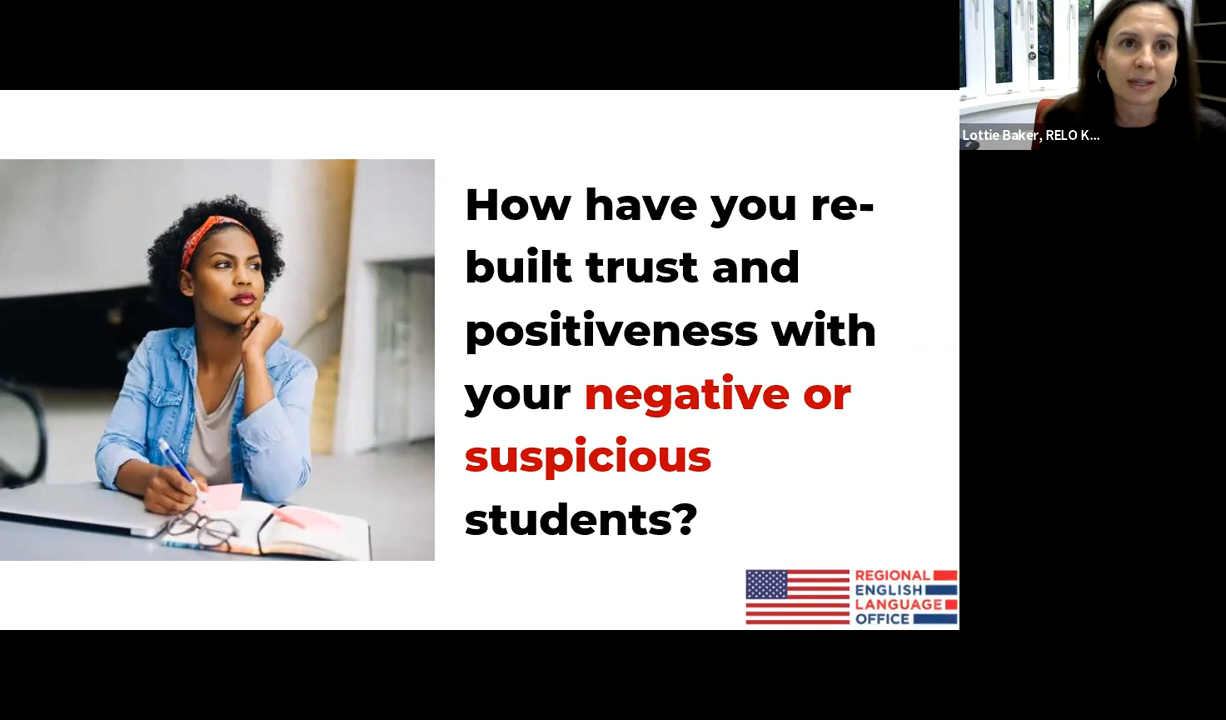 Lottie Baker, RELO K...
How have you re-
built trust and
positiveness with
your negative or
suspicious
students?
REGIONAL
ENGLISH
LANGUAGE
OFFICE